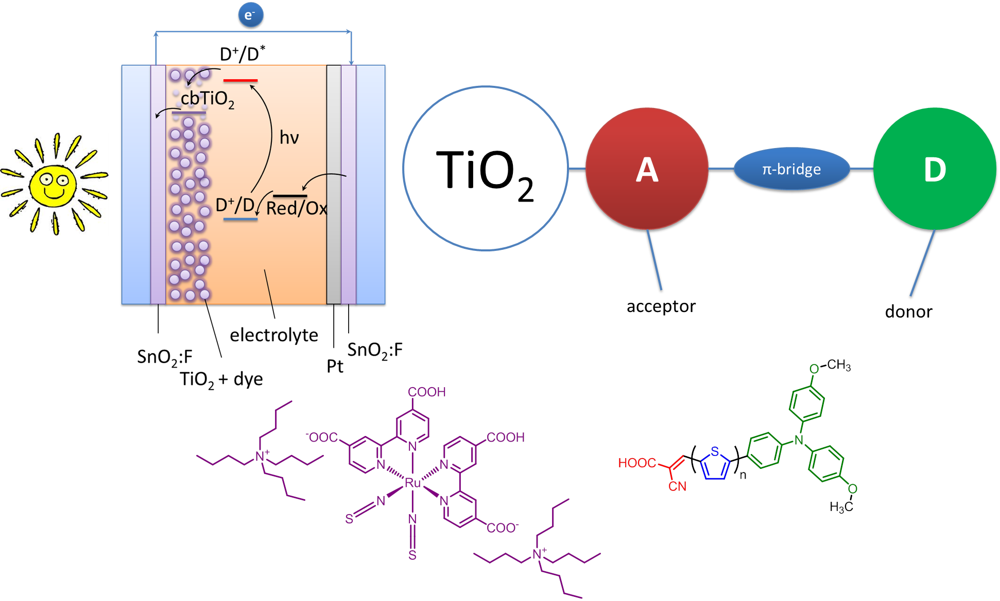 e⁻
D⁺/D*
cbTiO₂
hν
D⁺/D
Red/Ox
electrolyte
SnO₂:F
Pt
SnO₂:F
TiO₂ + dye
TiO₂
A
π-bridge
D
acceptor
donor
COOH
⁻OOC
COOH
N
N
N
N
Ru
N
N
S
S
COO⁻
N⁺
N⁺
O
CH₃
N
S
HOOC
n
CN
O
H₃C